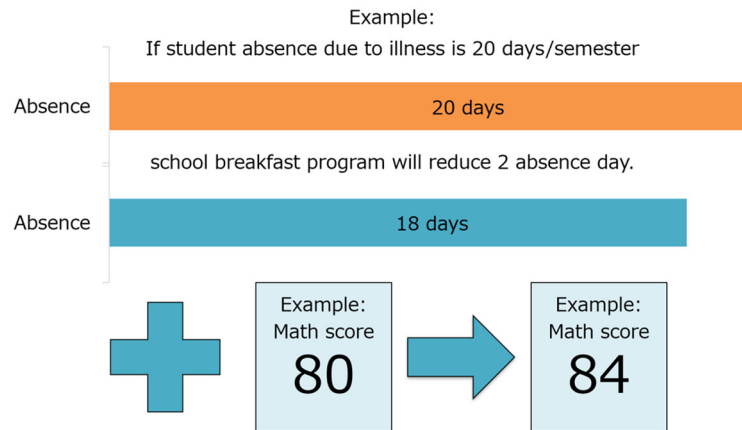 Example:
If student absence due to illness is 20 days/semester
Absence
20 days
school breakfast program will reduce 2 absence day.
Absence
18 days
Example:
Math score
80
Example:
Math score
84